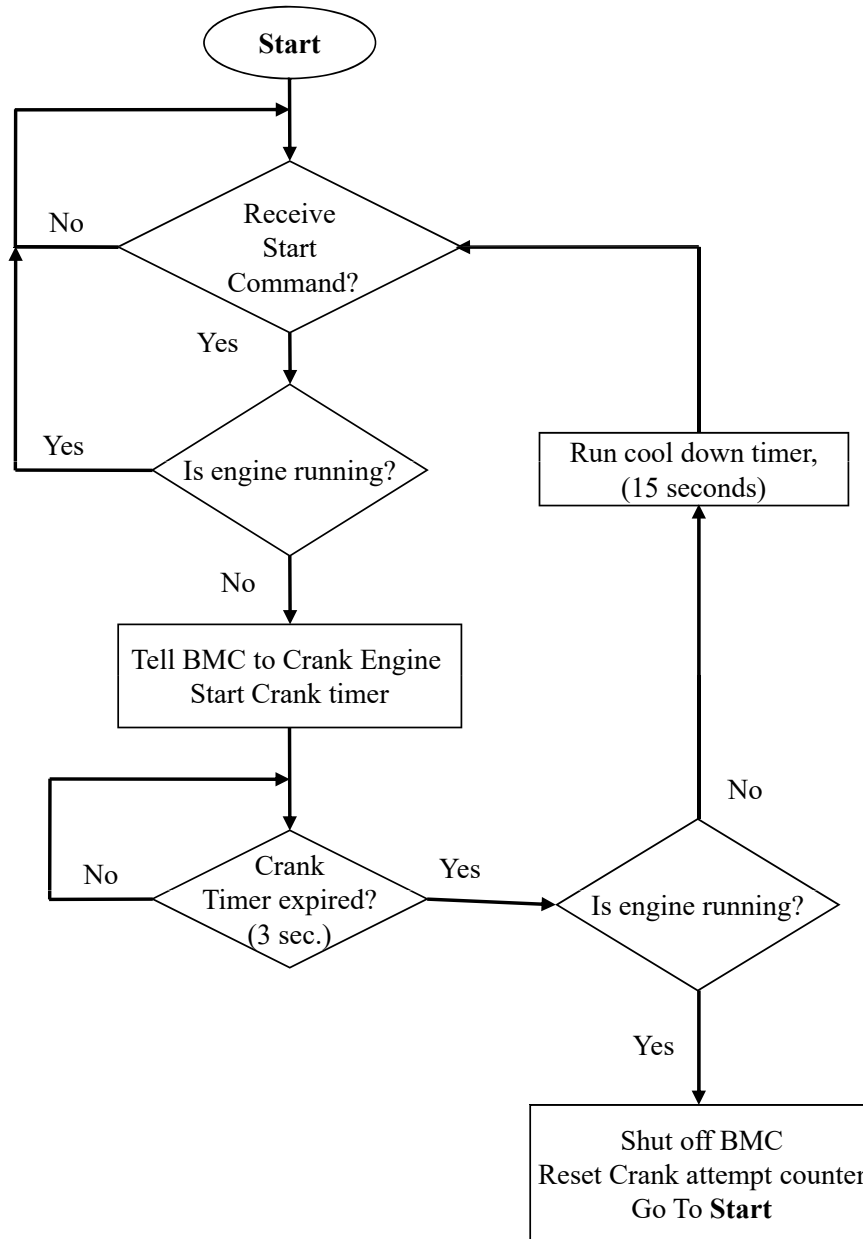 Start
No
Receive
Start
Command?
Yes
Yes
Is engine running?
Run cool down timer,
(15 seconds)
No
Tell BMC to Crank Engine
Start Crank timer
No
Crank
Timer expired?
(3 sec.)
Yes
No
Is engine running?
Yes
Shut off BMC
Reset Crank attempt counter
Go To Start